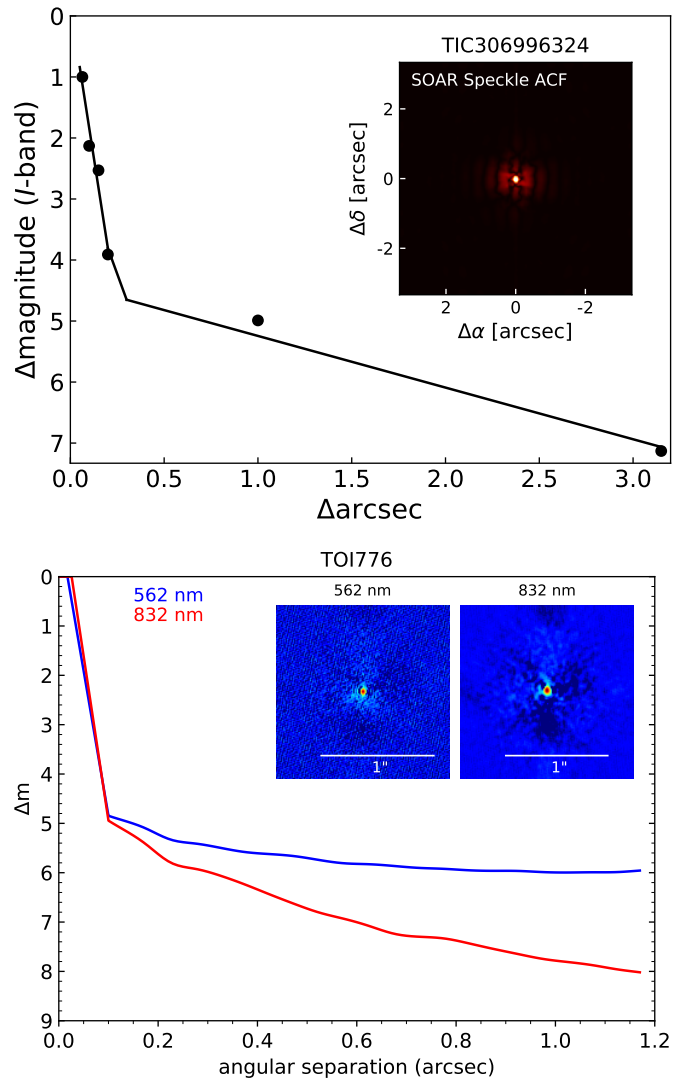 TIC306996324
SOAR Speckle ACF
2
0
-2
Δδ [arcsec]
2 0 -2
Δα [arcsec]
0
1
2
3
4
5
6
7
Δmagnitude (I-band)
0.0 0.5 1.0 1.5 2.0 2.5 3.0
Δarcsec
TOI776
562 nm
832 nm
562 nm
832 nm
1"
1"
0
1
2
3
4
5
6
7
8
9
Δm
0.0 0.2 0.4 0.6 0.8 1.0 1.2
angular separation (arcsec)